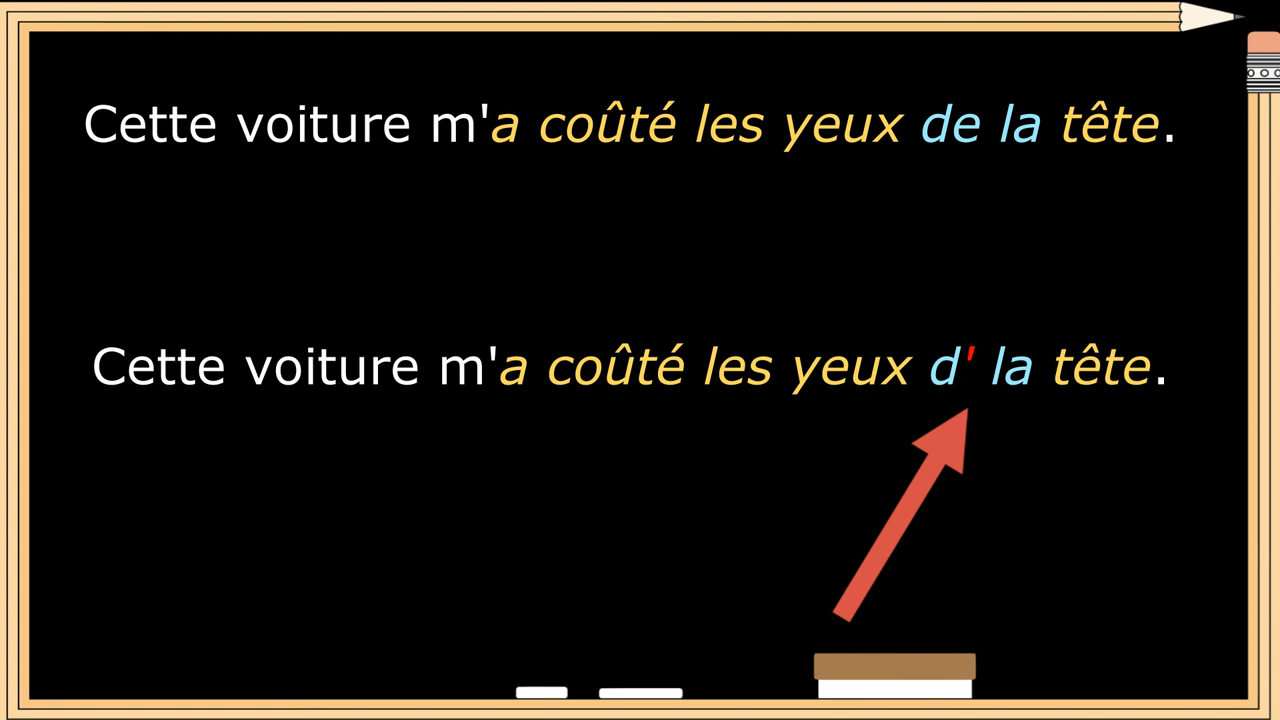 Cette voiture m'a coûté les yeux de la tête.
Cette voiture m'a coûté les yeux d' la tête.